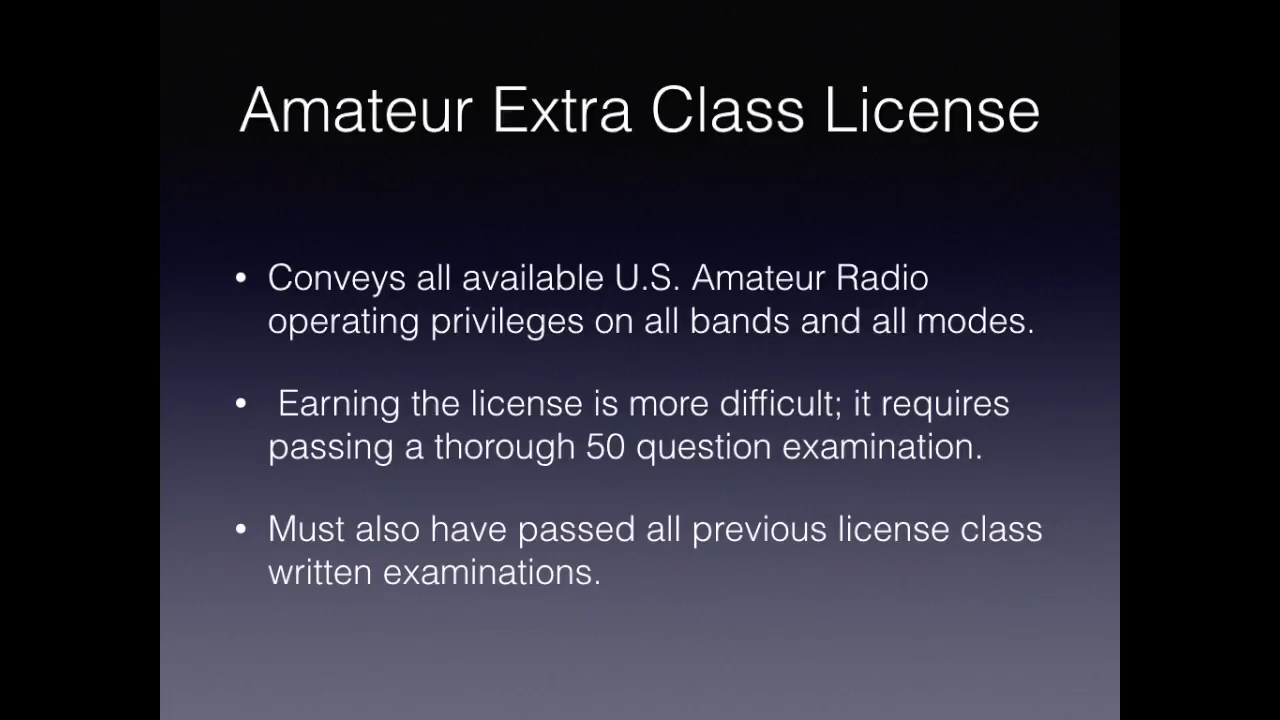 Amateur Extra Class License
• Conveys all available U.S. Amateur Radio
operating privileges on all bands and all modes.
• Earning the license is more difficult; it requires
passing a thorough 50 question examination.
• Must also have passed all previous license class
written examinations.